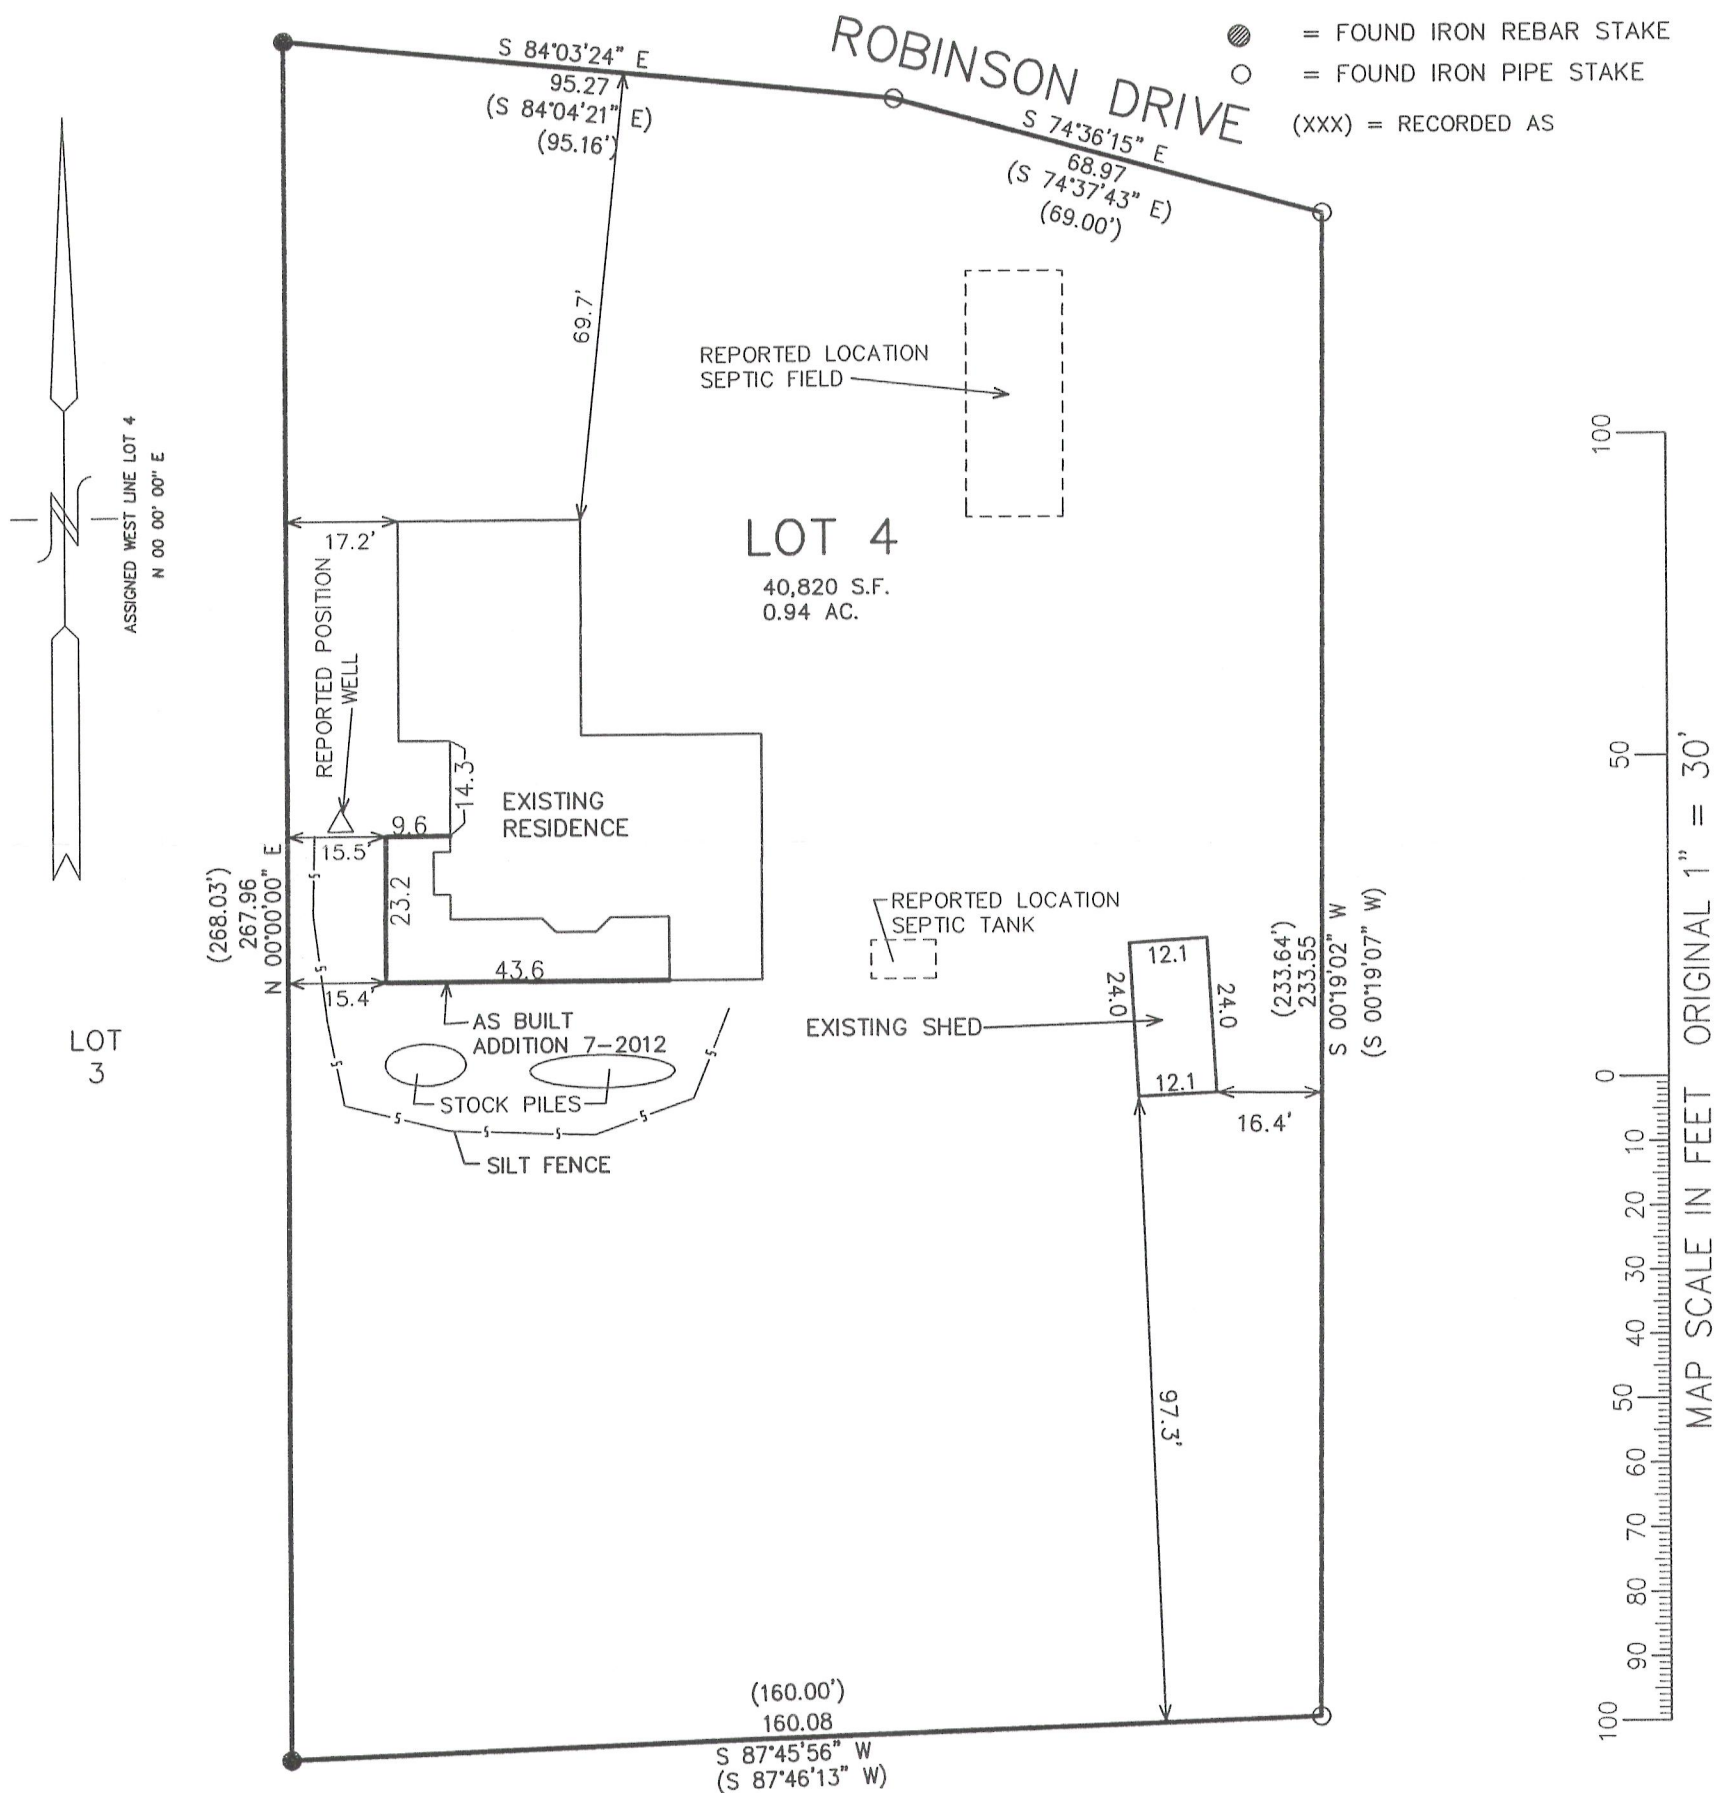 ROBINSON DRIVE
= FOUND IRON REBAR STAKE
= FOUND IRON PIPE STAKE
(XXX) = RECORDED AS
S 84°03'24" E
95.27
(S 84°04'21" E)
(95.16')
S 74°36'15" E
68.97
(S 74°37'43" E)
(69.00')
69.7'
REPORTED LOCATION
SEPTIC FIELD
ASSIGNED WEST LINE LOT 4
N 00 00' 00" E
N
17.2'
LOT 4
40,820 S.F.
0.94 AC.
REPORTED POSITION
WELL
14.3
EXISTING
RESIDENCE
9.6
15.5'
23.2
(268.03')
267.96
N 00°00'00" E
43.6
15.4'
AS BUILT
ADDITION 7-2012
STOCK PILES
SILT FENCE
S
S
S
S
S
S
S
S
LOT
3
REPORTED LOCATION
SEPTIC TANK
EXISTING SHED
12.1
24.0
24.0
12.1
16.4'
(233.64')
233.55
S 00°19'02" W
(S 00°19'07" W)
97.3'
(160.00')
160.08
S 87°45'56" W
(S 87°46'13" W)
100
50
0
10
20
30
40
50
60
70
80
90
100
MAP SCALE IN FEET ORIGINAL 1" = 30'